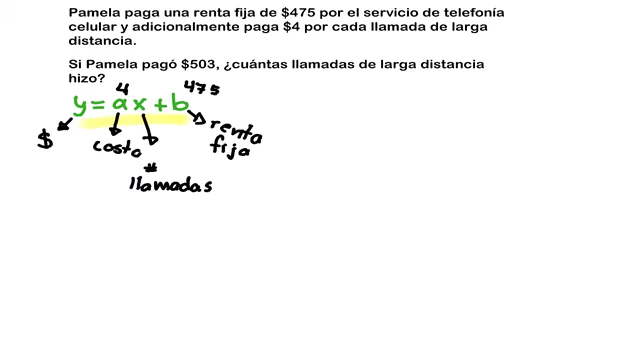 Pamela paga una renta fija de $475 por el servicio de telefonía
celular y adicionalmente paga $4 por cada llamada de larga
distancia.
Si Pamela pagó $503, ¿cuántas llamadas de larga distancia
hizo?
4 475
y = ax + b
$ costo renta
fija
#
llamadas